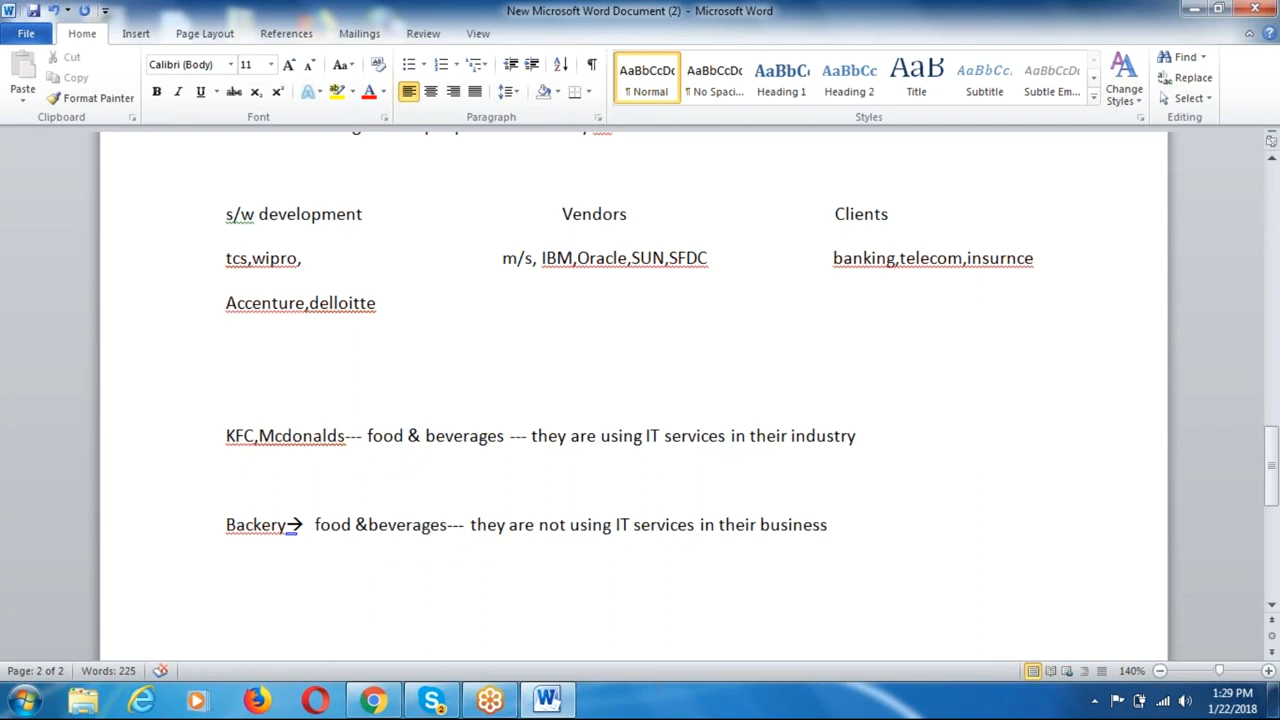 New Microsoft Word Document (2) - Microsoft Word
File Home Insert Page Layout References Mailings Review View
Cut
Copy
Format Painter
Paste
Clipboard
Calibri (Body) 11
Font
Paragraph
AaBbCcDc AaBbCcDc AaBbC AaBbCc AaB AaBbCc. AaBbCcDc
¶ Normal ¶ No Spaci... Heading 1 Heading 2 Title Subtitle Subtle Em...
Change Styles
Styles
Find
Replace
Select
Editing
s/w development Vendors Clients
tcs,wipro, m/s, IBM,Oracle,SUN,SFDC banking,telecom,insurnce
Accenture,delloitte
KFC,Mcdonalds--- food & beverages --- they are using IT services in their industry
Backery→ food &beverages--- they are not using IT services in their business
Page: 2 of 2 Words: 225 140%
1:29 PM
1/22/2018